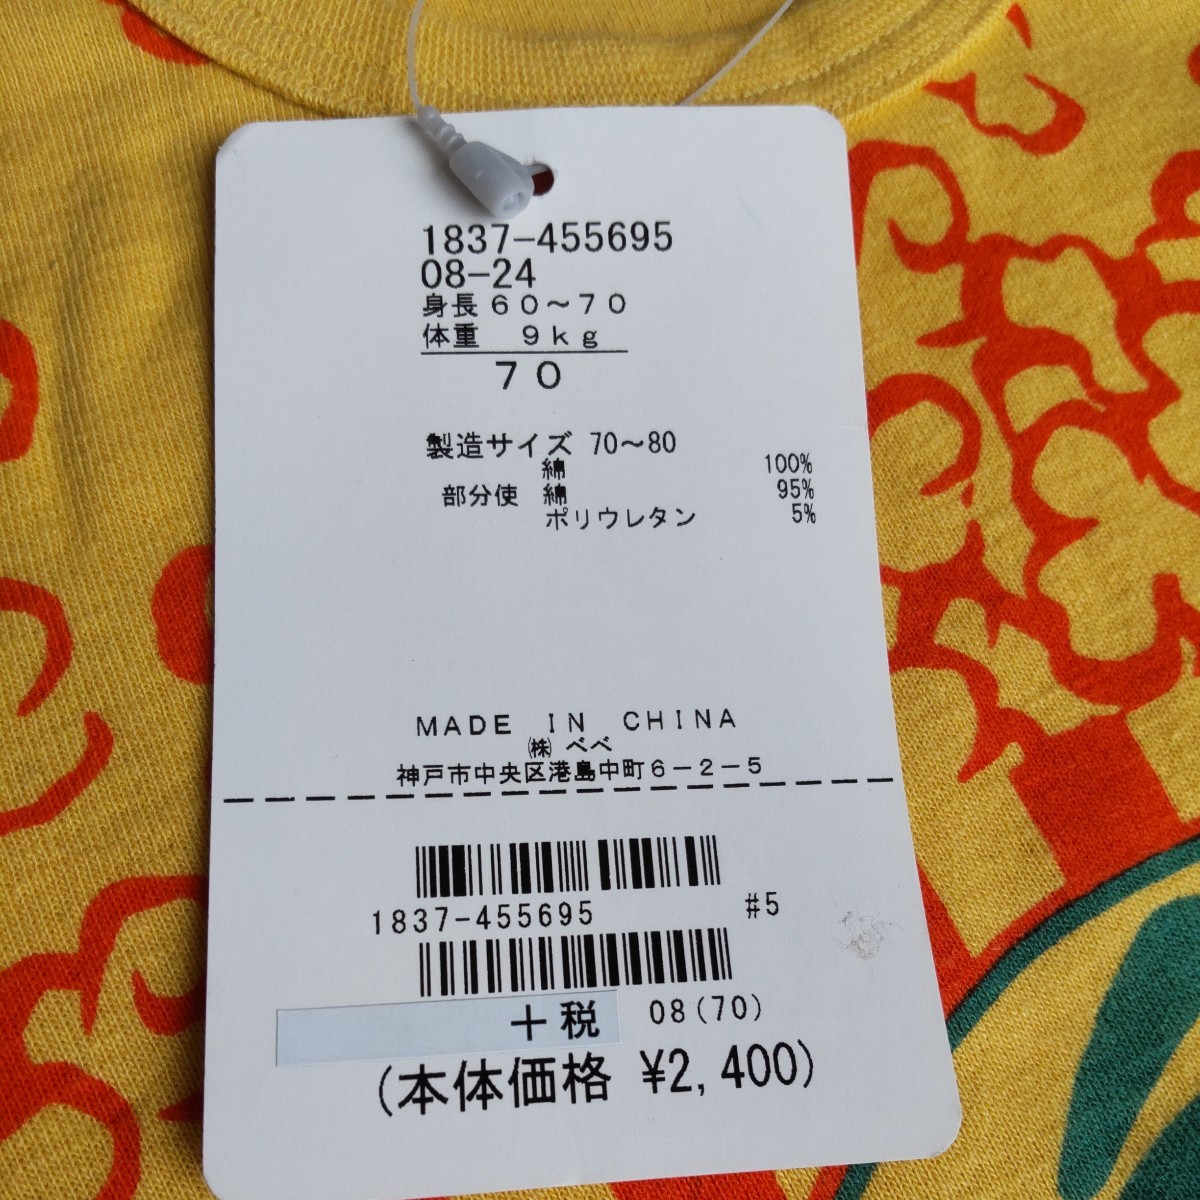 1837-455695
08-24
身長60～70
体重 9kg
70
製造サイズ 70～80
綿 100%
部分使 綿 95%
ポリウレタン 5%
MADE IN CHINA
㈱ べべ
神戸市中央区港島中町6-2-5
1837-455695 #5
+税 08(70)
(本体価格 ¥2,400)